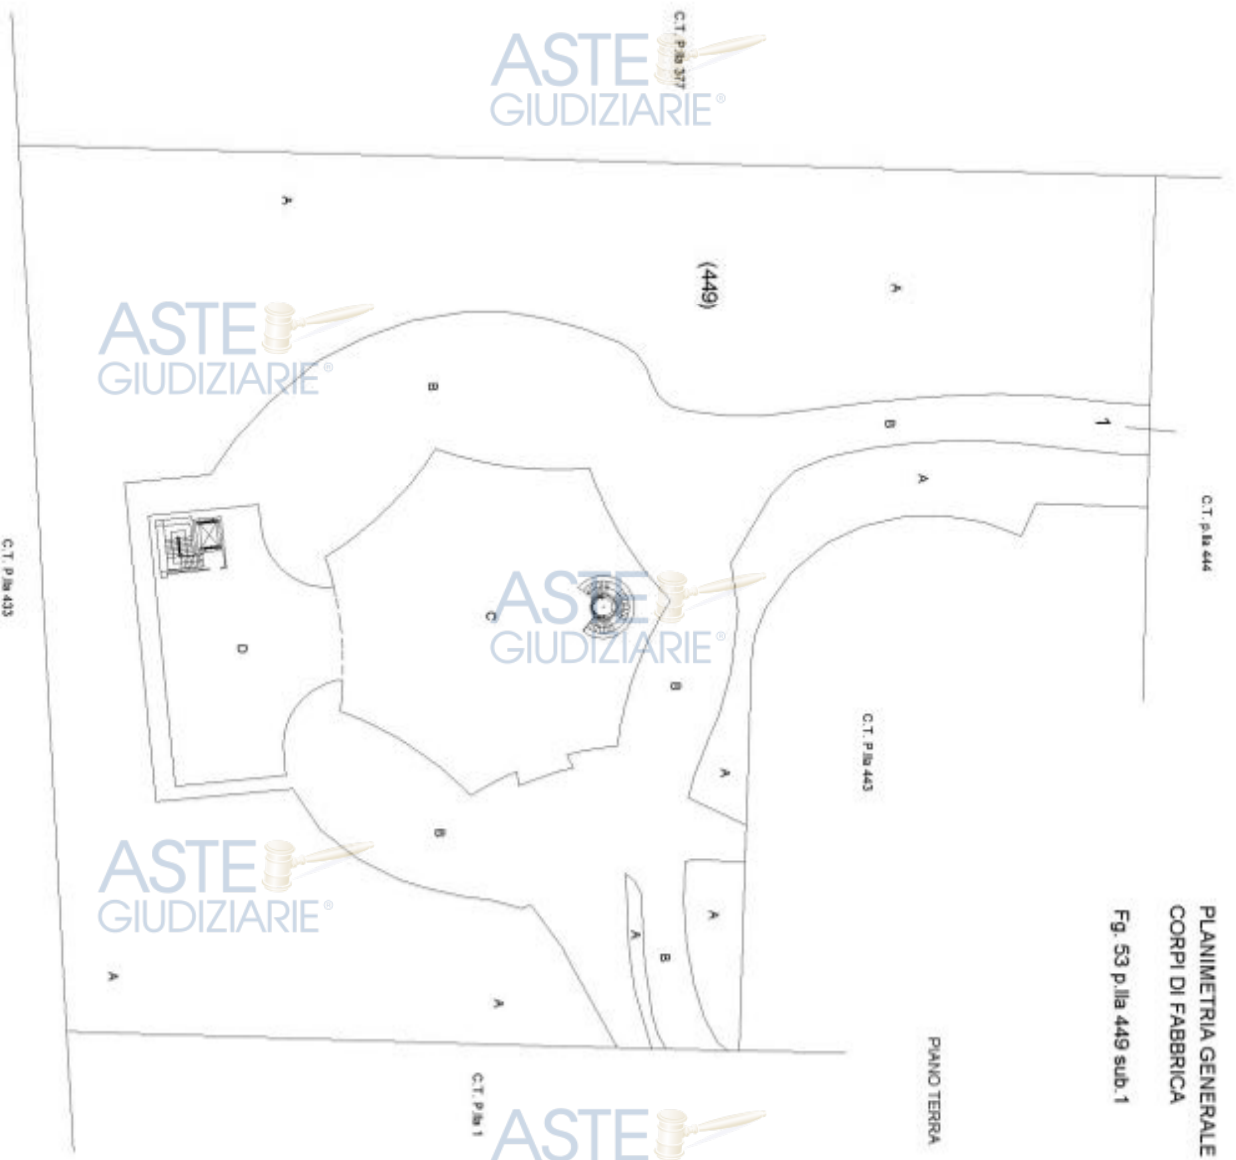 PLANIMETRIA GENERALE
CORPI DI FABBRICA
Fg. 53 p.lla 449 sub.1
PIANO TERRA
C.T. p.lla 444
1
C.T. P.lla 443
A
B
A
A
A
(449)
C.T. P.lla 377
B
B
A
C.T. P.lla 1
A
C
B
B
A
D
A
A
C.T. P.lla 433
ASTE
GIUDIZIARIE®
ASTE
GIUDIZIARIE®
ASTE
GIUDIZIARIE®
ASTE
GIUDIZIARIE®
ASTE